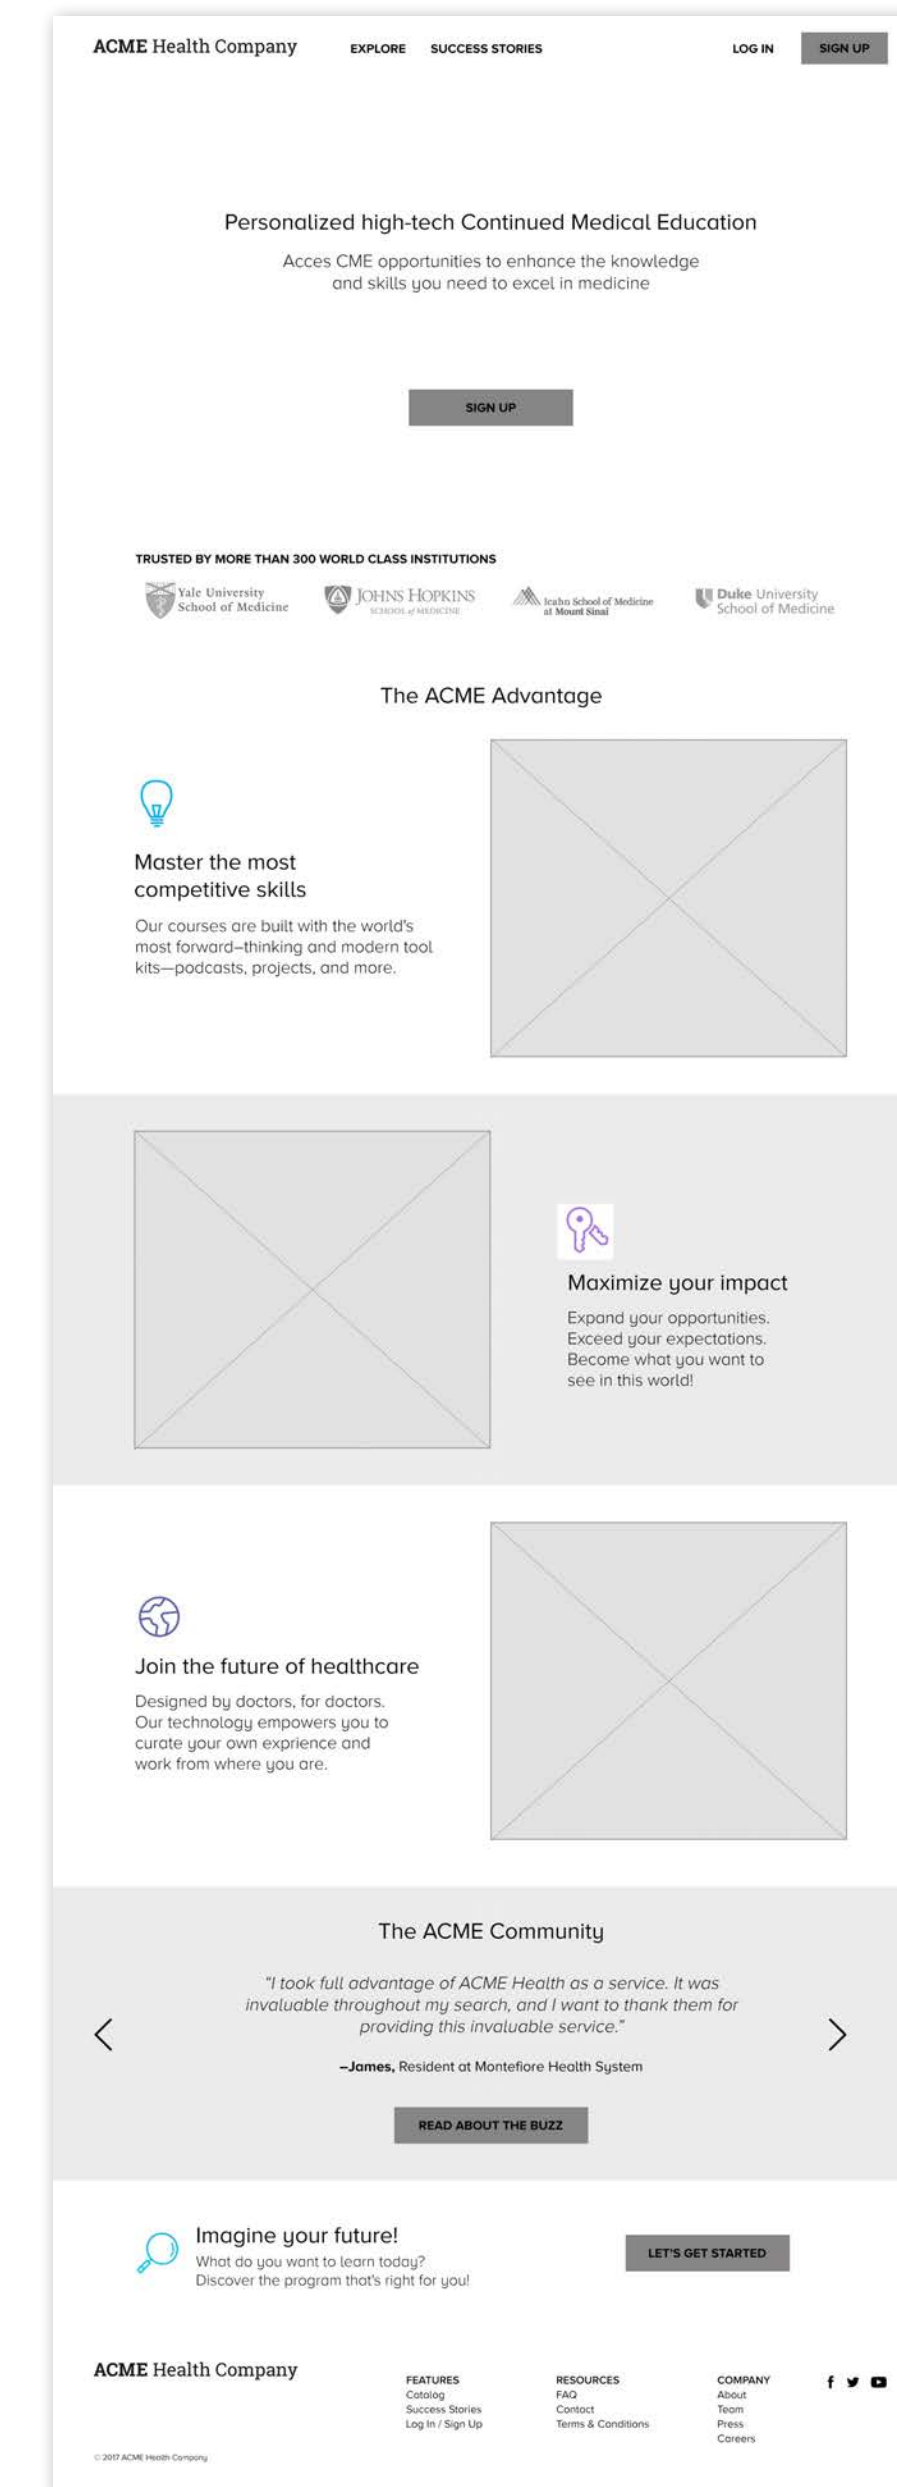 ACME Health Company
EXPLORE
SUCCESS STORIES
LOG IN
SIGN UP
Personalized high-tech Continued Medical Education
Acces CME opportunities to enhance the knowledge
and skills you need to excel in medicine
SIGN UP
TRUSTED BY MORE THAN 300 WORLD CLASS INSTITUTIONS
Yale University
School of Medicine
JOHNS HOPKINS
SCHOOL of MEDICINE
Icahn School of Medicine
at Mount Sinai
Duke University
School of Medicine
The ACME Advantage
Master the most
competitive skills
Our courses are built with the world's
most forward–thinking and modern tool
kits—podcasts, projects, and more.
Maximize your impact
Expand your opportunities.
Exceed your expectations.
Become what you want to
see in this world!
Join the future of healthcare
Designed by doctors, for doctors.
Our technology empowers you to
curate your own exprience and
work from where you are.
The ACME Community
"I took full advantage of ACME Health as a service. It was
invaluable throughout my search, and I want to thank them for
providing this invaluable service."
–James, Resident at Montefiore Health System
READ ABOUT THE BUZZ
Imagine your future!
What do you want to learn today?
Discover the program that's right for you!
LET'S GET STARTED
ACME Health Company
FEATURES
Catalog
Success Stories
Log In / Sign Up
RESOURCES
FAQ
Contact
Terms & Conditions
COMPANY
About
Team
Press
Careers
© 2017 ACME Health Company